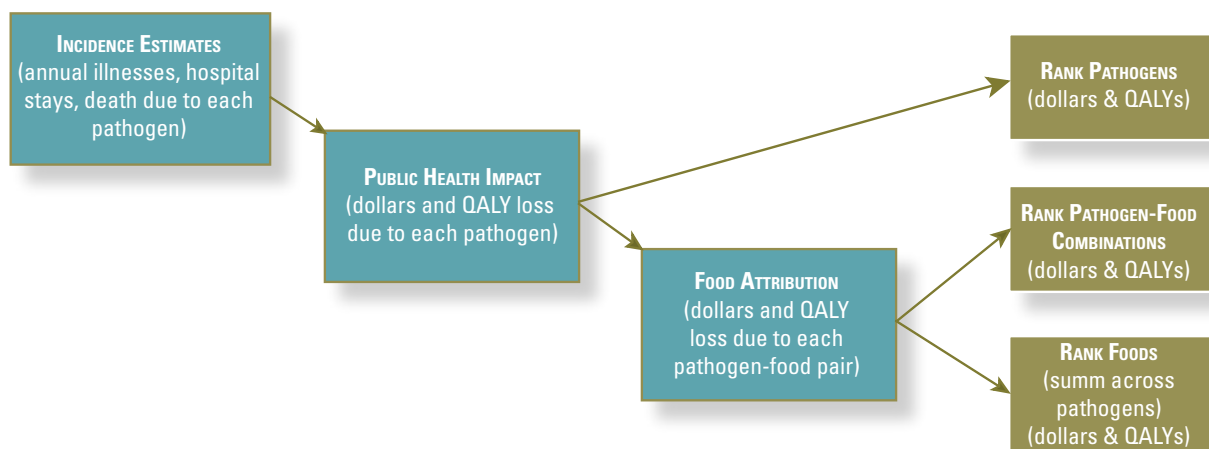 Incidence Estimates
(annual illnesses, hospital
stays, death due to each
pathogen)
Public Health Impact
(dollars and QALY loss
due to each pathogen)
Food Attribution
(dollars and QALY
loss due to each
pathogen-food pair)
Rank Pathogens
(dollars & QALYs)
Rank Pathogen-Food
Combinations
(dollars & QALYs)
Rank Foods
(summ across
pathogens)
(dollars & QALYs)